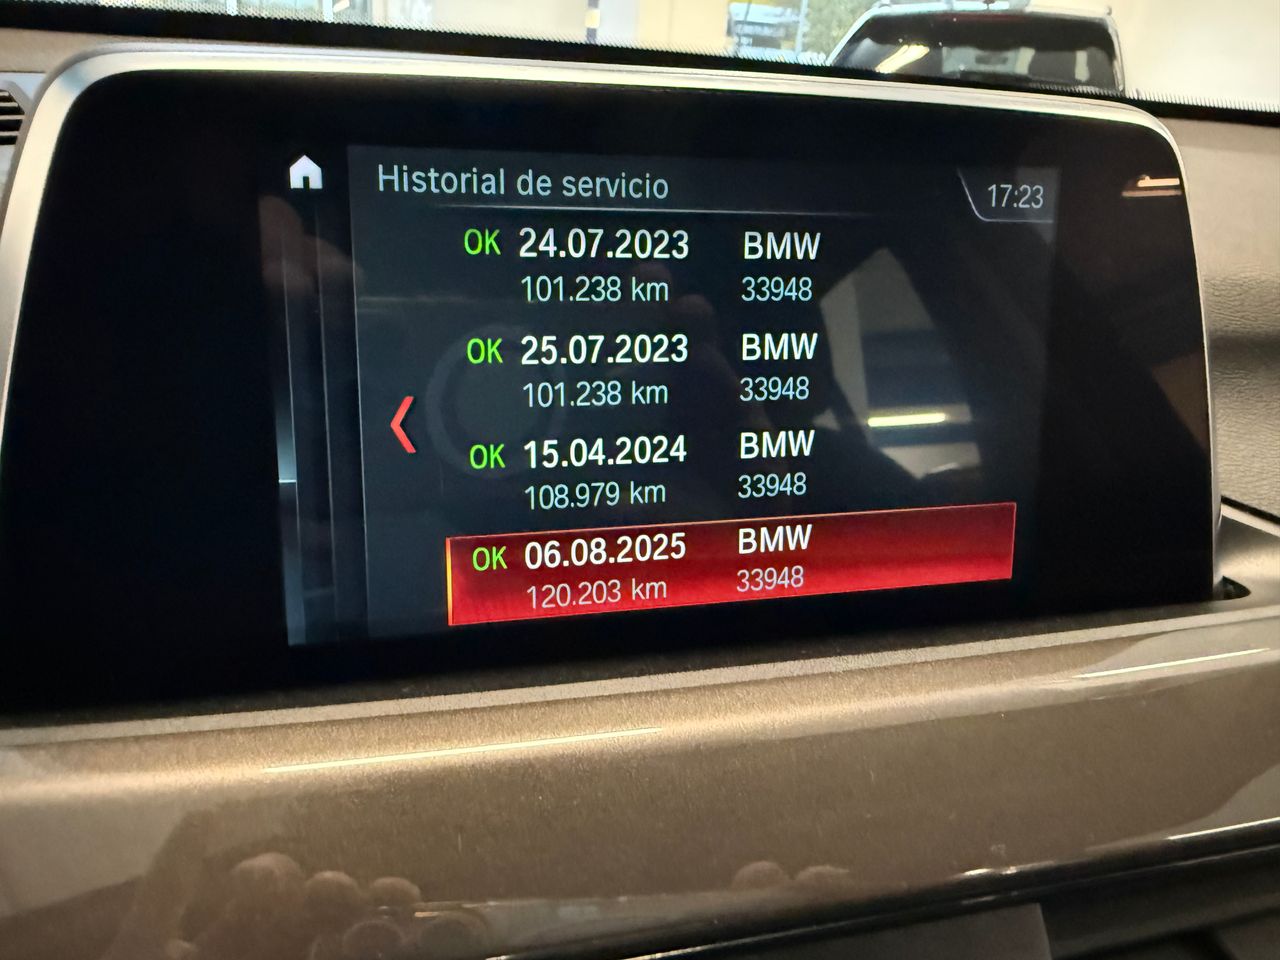 Historial de servicio
17:23
OK 24.07.2023 BMW
101.238 km 33948
OK 25.07.2023 BMW
101.238 km 33948
OK 15.04.2024 BMW
108.979 km 33948
OK 06.08.2025 BMW
120.203 km 33948